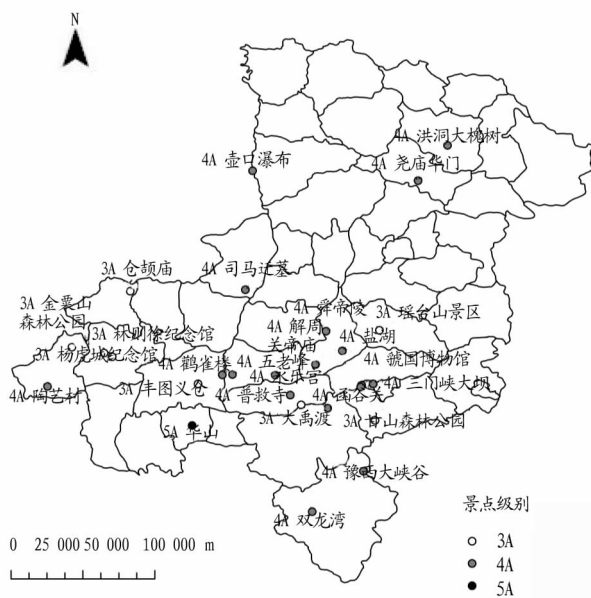 N
4A 洪洞大槐树
4A 尧庙华门
4A 壶口瀑布
3A 仓颉庙
4A 司马迁墓
3A 金粟山
森林公园
4A 舜帝陵
3A 瑶台山景区
3A 林则徐纪念馆
4A 解周
关帝庙
4A 盐湖
3A 杨虎城纪念馆
4A 鹳雀楼
4A 五老峰
4A 永乐宫
4A 虢国博物馆
4A 陶艺村
3A 丰图义仓
4A 普救寺
4A 函谷关
4A 三门峡大坝
3A 大禹渡
3A 甘山森林公园
5A 华山
4A 豫西大峡谷
4A 双龙湾
景点级别
3A
4A
5A
0 25 000 50 000 100 000 m